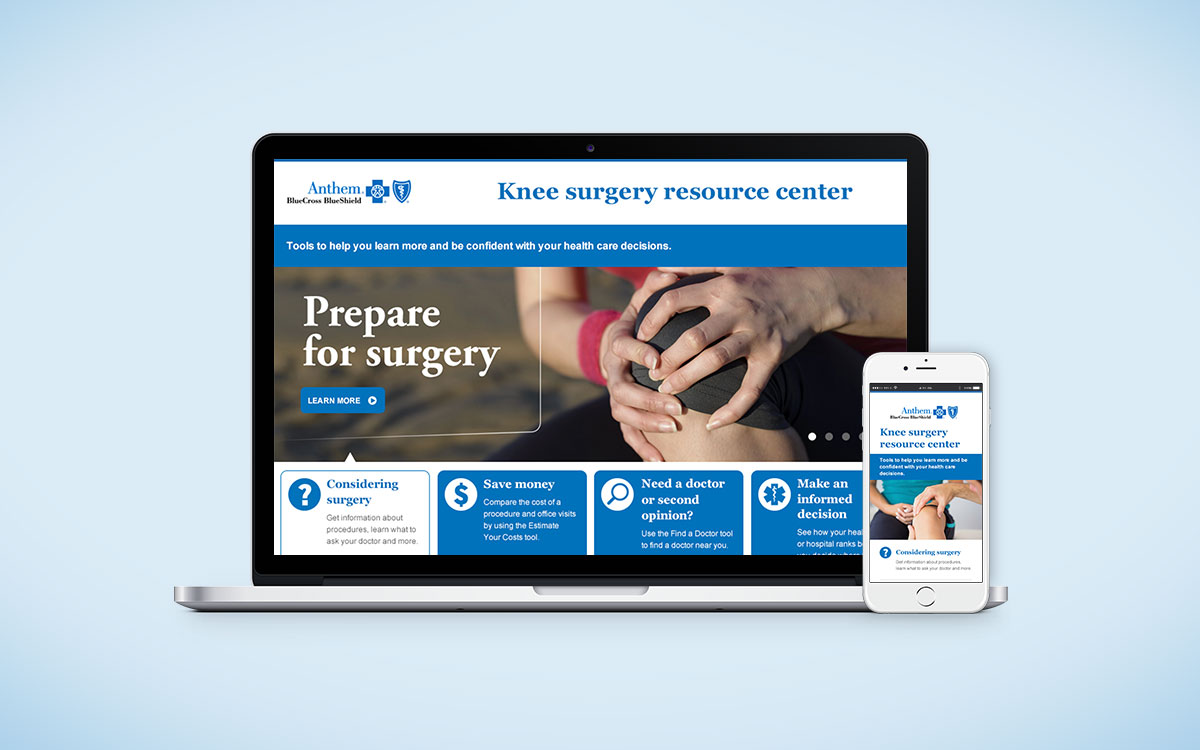 Anthem
BlueCross BlueShield
Knee surgery resource center
Tools to help you learn more and be confident with your health care decisions.
Prepare
for surgery
LEARN MORE
Considering
surgery
Get information about
procedures, learn what to
ask your doctor and more.
Save money
Compare the cost of a
procedure and office visits
by using the Estimate
Your Costs tool.
Need a doctor
or second
opinion?
Use the Find a Doctor tool
to find a doctor near you.
Make an
informed
decision
See how your
or hospital ranks
Anthem
BlueCross BlueShield
Knee surgery
resource center
Tools to help you learn more and be
confident with your health care
decisions.
Considering surgery
Get information about procedures,
learn what to ask your doctor and more.